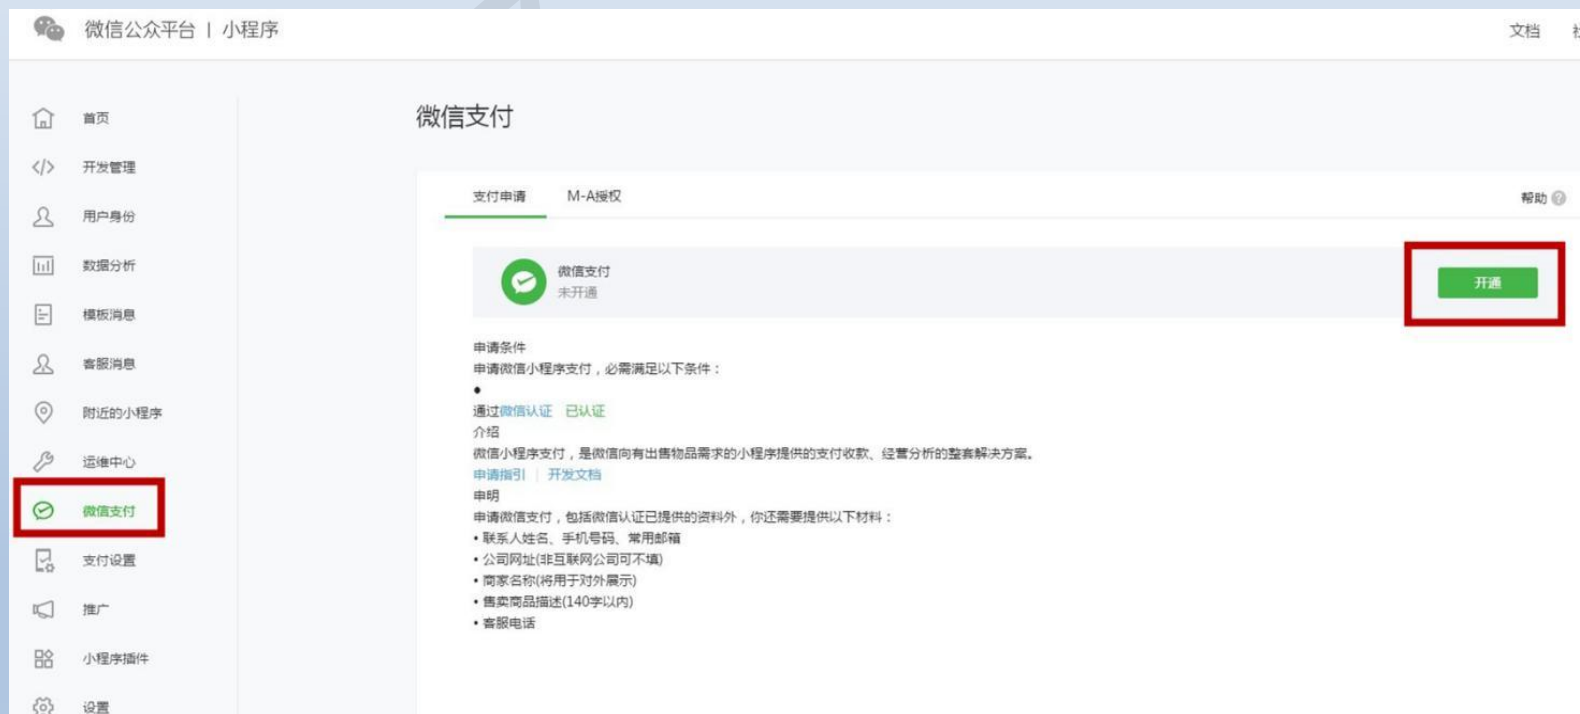 微信公众平台 | 小程序
文档
首页
开发管理
用户身份
数据分析
模板消息
客服消息
附近的小程序
运维中心
微信支付
支付设置
推广
小程序插件
设置
微信支付
支付申请 M-A授权
帮助
微信支付
未开通
开通
申请条件
申请微信小程序支付，必需满足以下条件：
●
通过微信认证 已认证
介绍
微信小程序支付，是微信向有出售物品需求的小程序提供的支付收款、经营分析的整套解决方案。
申请指引 | 开发文档
申明
申请微信支付，包括微信认证已提供的资料外，你还需要提供以下材料：
• 联系人姓名、手机号码、常用邮箱
• 公司网址(非互联网公司可不填)
• 商家名称(将用于对外展示)
• 售卖商品描述(140字以内)
• 客服电话